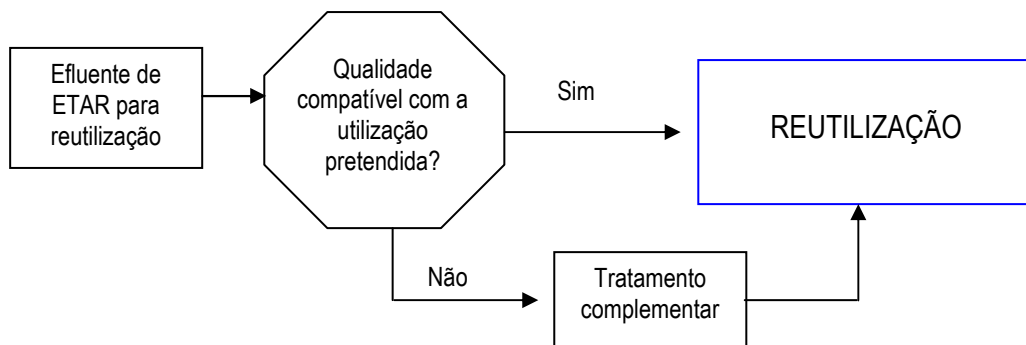 Efluente de
ETAR para
reutilização
Qualidade
compatível com a
utilização
pretendida?
Sim
REUTILIZAÇÃO
Não
Tratamento
complementar